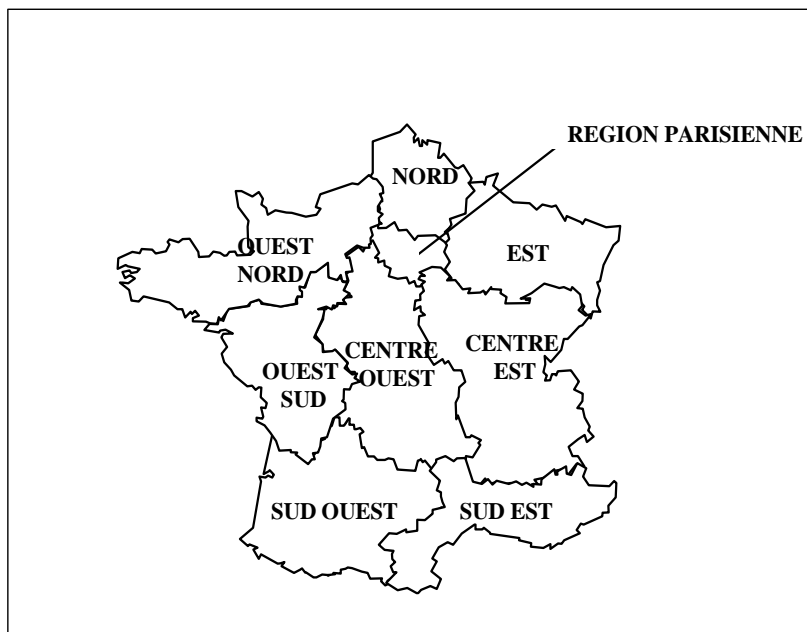 REGION PARISIENNE
NORD
OUEST
NORD
EST
CENTRE
OUEST
CENTRE
EST
OUEST
SUD
SUD OUEST
SUD EST